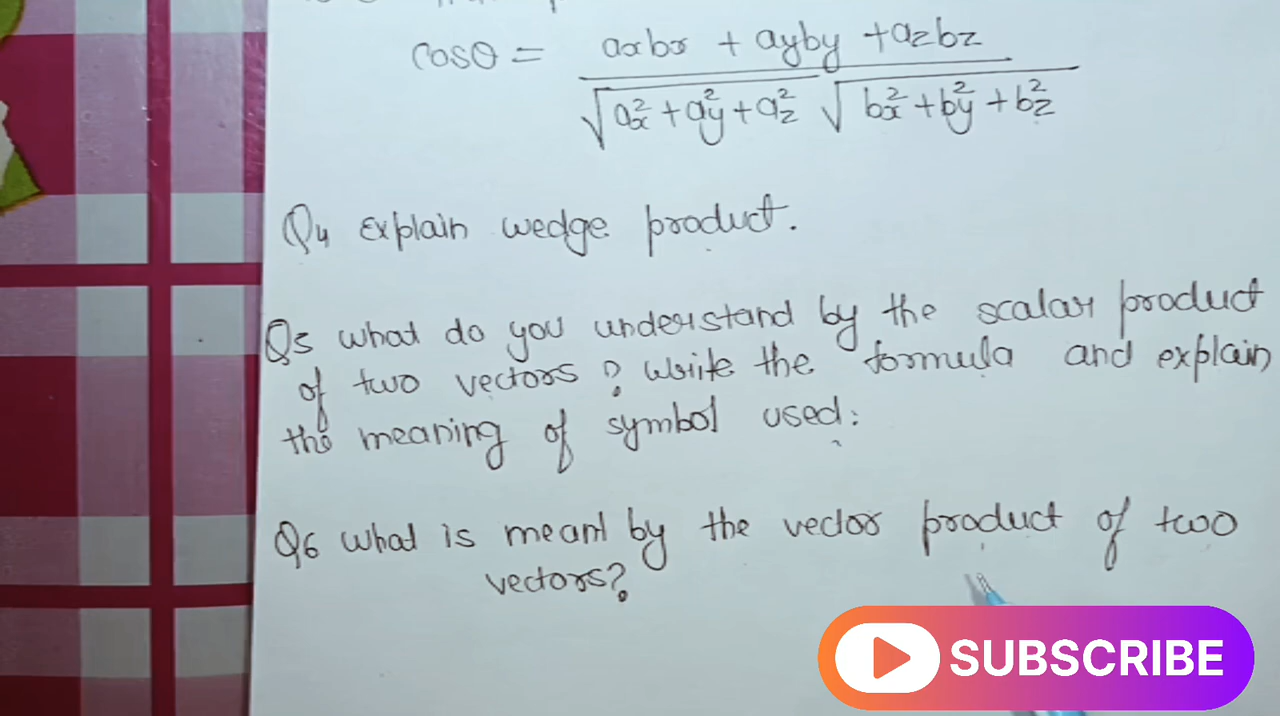 cosθ = axbx + ayby + azbz
√ax² + ay² + az² √bx² + by² + bz²
Q4 Explain wedge product.
Q5 what do you understand by the scalar product
of two vectors? Write the formula and explain
the meaning of symbol used.
Q6 what is meant by the vector product of two
vectors?
SUBSCRIBE